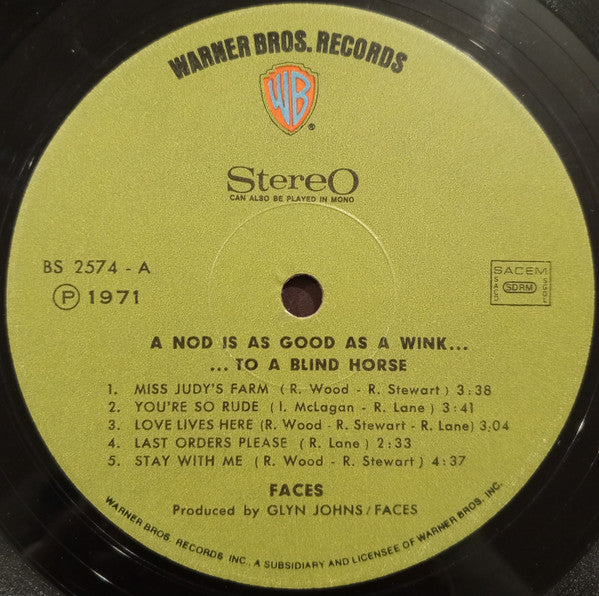 WARNER BROS. RECORDS
WB
®
StereO
CAN ALSO BE PLAYED IN MONO
BS 2574 - A
Ⓟ 1971
SACEM
SDRM
A NOD IS AS GOOD AS A WINK...
... TO A BLIND HORSE
1. MISS JUDY'S FARM ( R. Wood - R. Stewart ) 3:38
2. YOU'RE SO RUDE ( I. McLagan - R. Lane ) 3:41
3. LOVE LIVES HERE (R. Wood - R. Stewart - R. Lane) 3,04
4. LAST ORDERS PLEASE ( R. Lane ) 2:33
5. STAY WITH ME ( R. Wood - R. Stewart ) 4:37
FACES
Produced by GLYN JOHNS / FACES
WARNER BROS. RECORDS INC., A SUBSIDIARY AND LICENSEE OF WARNER BROS. INC.